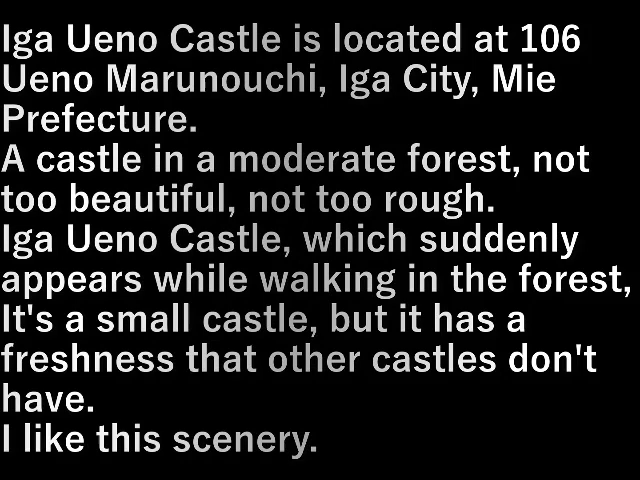 Iga Ueno Castle is located at 106
Ueno Marunouchi, Iga City, Mie
Prefecture.
A castle in a moderate forest, not
too beautiful, not too rough.
Iga Ueno Castle, which suddenly
appears while walking in the forest,
It's a small castle, but it has a
freshness that other castles don't
have.
I like this scenery.